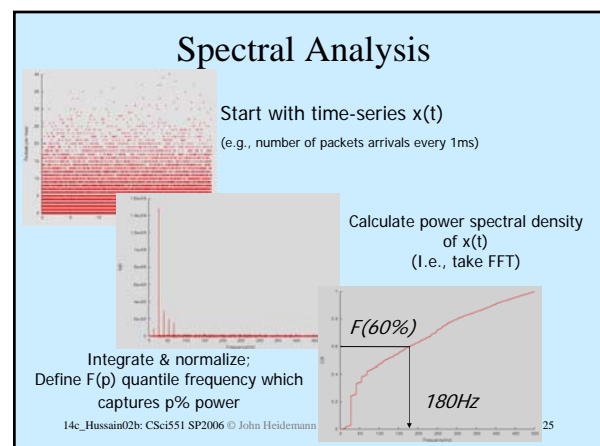 Spectral Analysis
Start with time-series x(t)
(e.g., number of packets arrivals every 1ms)
Calculate power spectral density
of x(t)
(I.e., take FFT)
F(60%)
180Hz
Integrate & normalize;
Define F(p) quantile frequency which
captures p% power
14c_Hussain02b: CSci551 SP2006 © John Heidemann
25